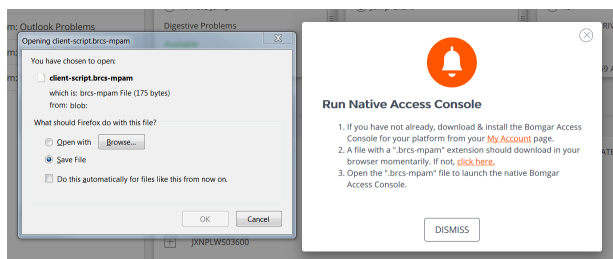 m: Outlook Problems
Digestive Problems
Opening client-script.brcs-mpam
You have chosen to open:
client-script.brcs-mpam
which is: brcs-mpam File (175 bytes)
from: blob:
What should Firefox do with this file?
Open with
Browse...
Save File
Do this automatically for files like this from now on.
OK
Cancel
JXNPLWS03600
Run Native Access Console
1. If you have not already, download & install the Bomgar Access
Console for your platform from your My Account page.
2. A file with a ".brcs-mpam" extension should download in your
browser momentarily. If not, click here.
3. Open the ".brcs-mpam" file to launch the native Bomgar
Access Console.
DISMISS